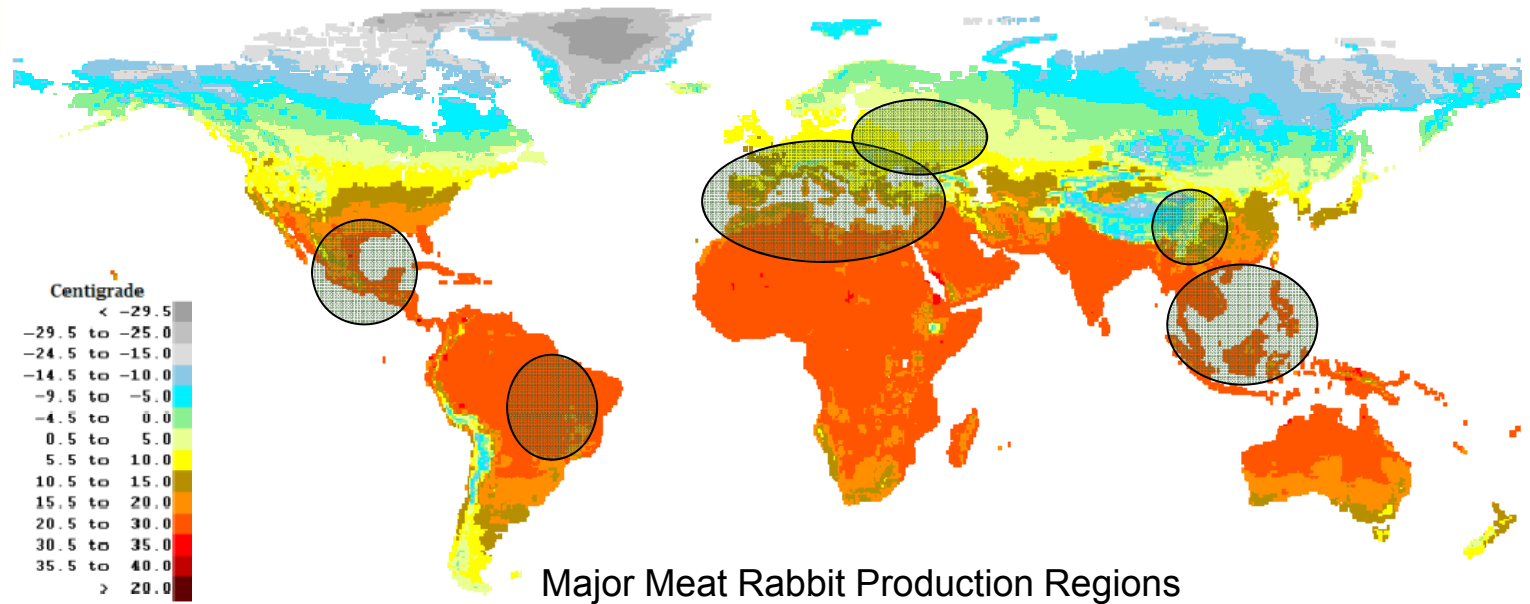 Centigrade
< -29.5
-29.5 to -25.0
-24.5 to -15.0
-14.5 to -10.0
-9.5 to -5.0
-4.5 to 0.0
0.5 to 5.0
5.5 to 10.0
10.5 to 15.0
15.5 to 20.0
20.5 to 30.0
30.5 to 35.0
35.5 to 40.0
> 20.0
Major Meat Rabbit Production Regions